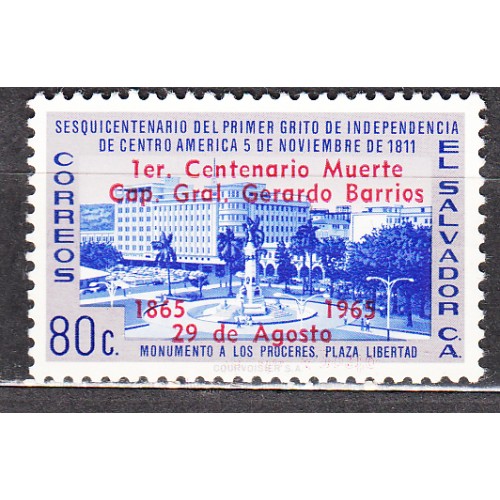 SESQUICENTENARIO DEL PRIMER GRITO DE INDEPENDENCIA
DE CENTRO AMERICA 5 DE NOVIEMBRE DE 1811
CORREOS
EL SALVADOR C.A.
1er. Centenario Muerte
Cap. Gral. Gerardo Barrios
1865 1965
29 de Agosto
80c.
MONUMENTO A LOS PROCERES, PLAZA LIBERTAD
COURVOISIER S.A.